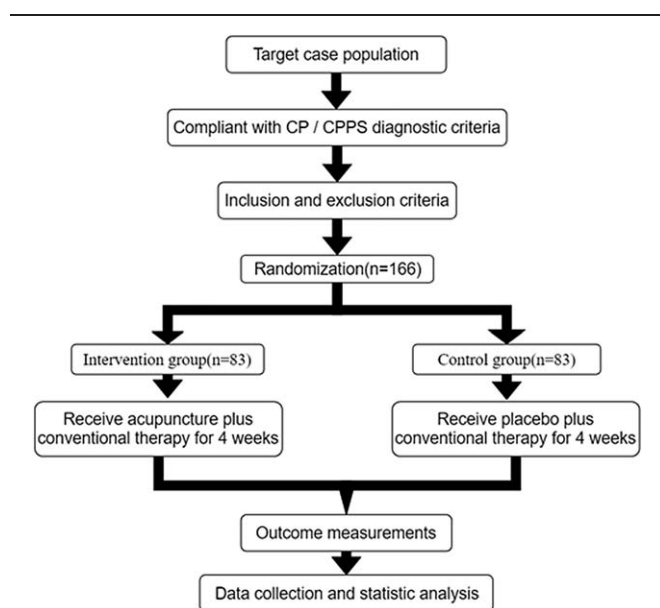 Target case population
Compliant with CP / CPPS diagnostic criteria
Inclusion and exclusion criteria
Randomization(n=166)
Intervention group(n=83)
Control group(n=83)
Receive acupuncture plus
conventional therapy for 4 weeks
Receive placebo plus
conventional therapy for 4 weeks
Outcome measurements
Data collection and statistic analysis